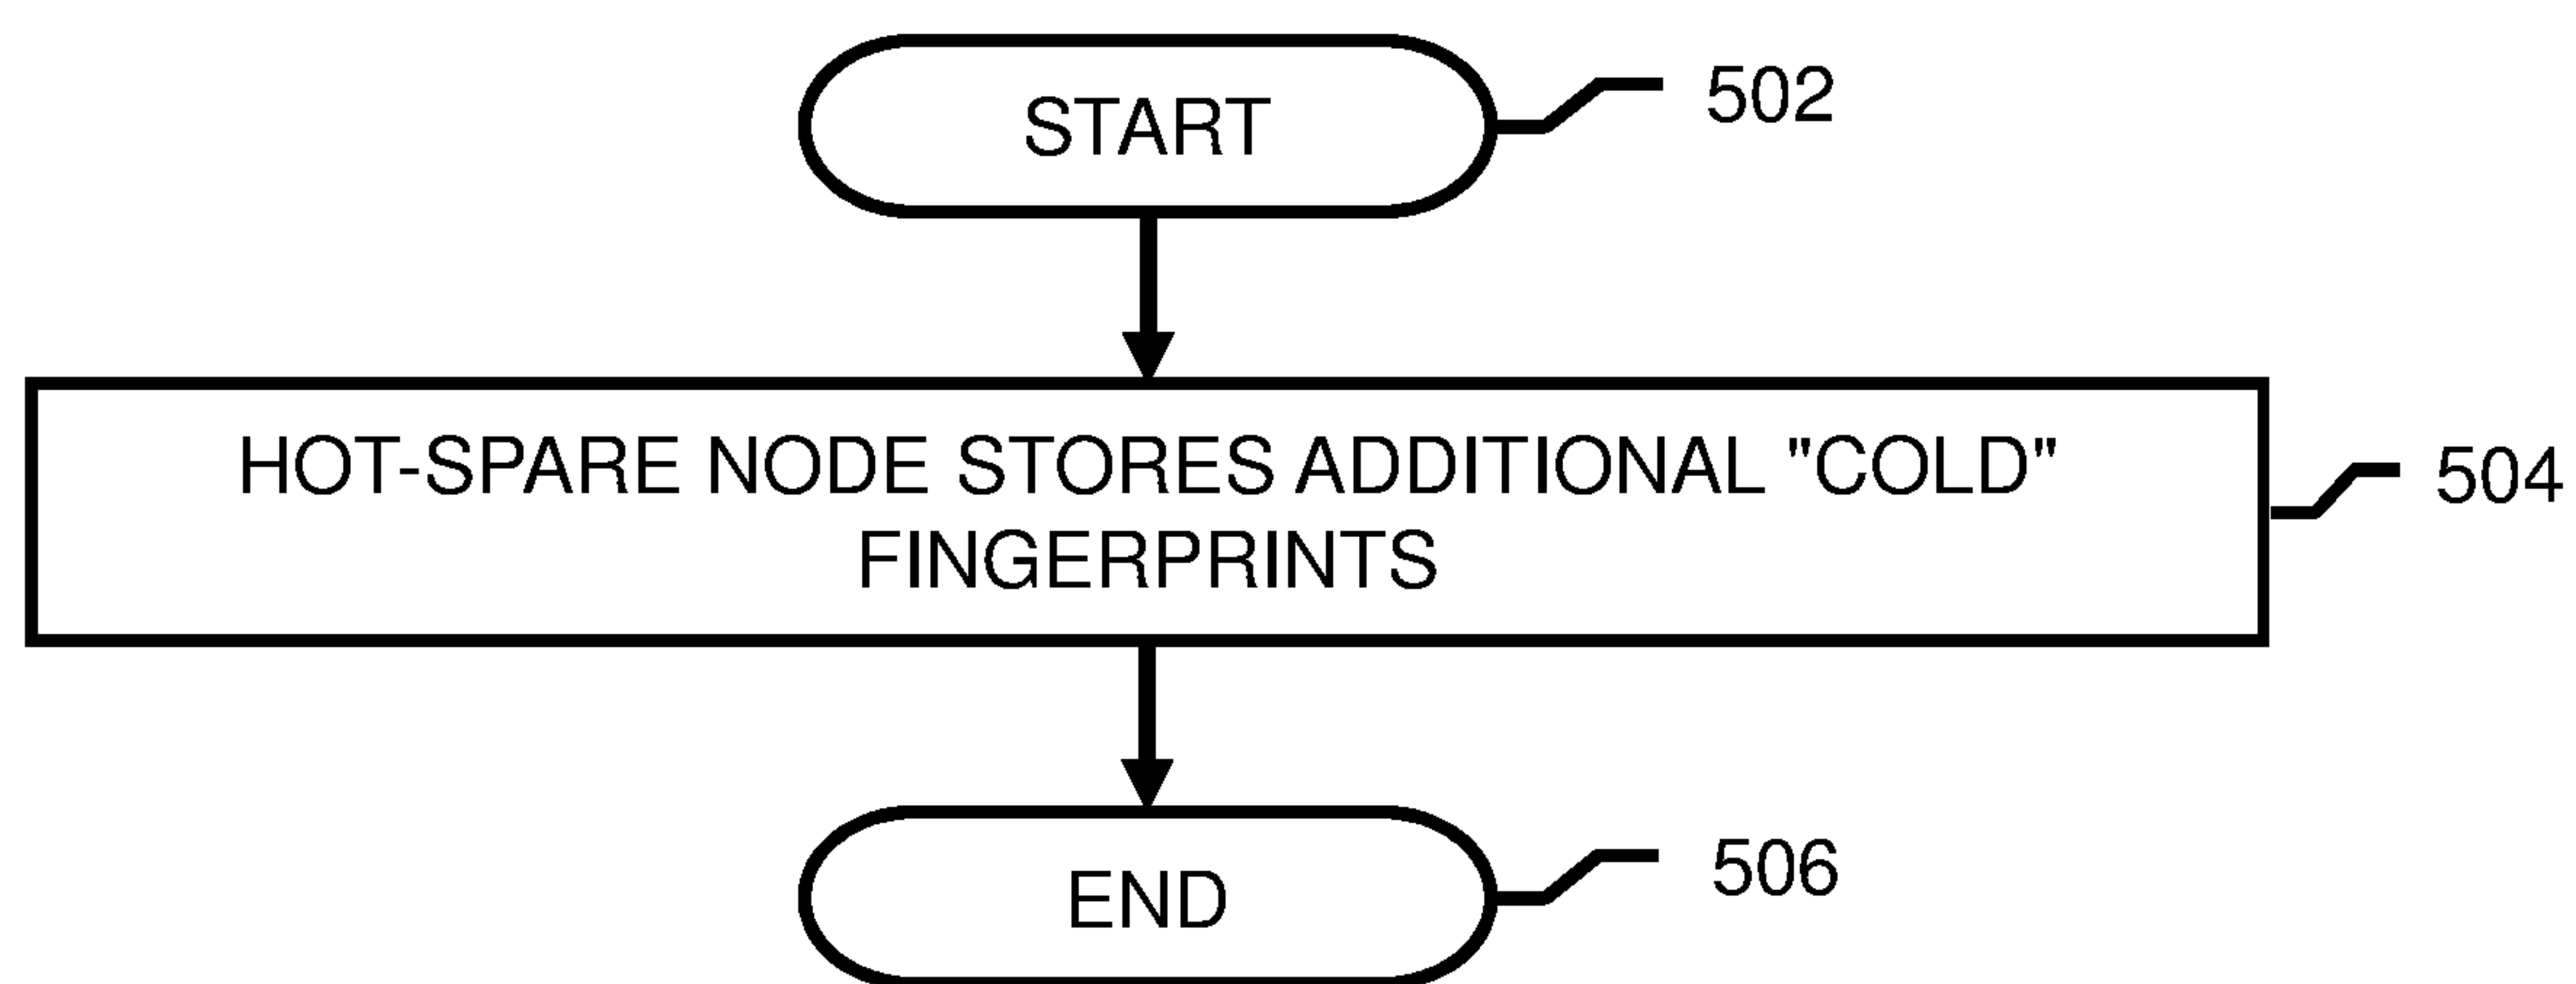 START
502
HOT-SPARE NODE STORES ADDITIONAL "COLD"
FINGERPRINTS
504
END
506